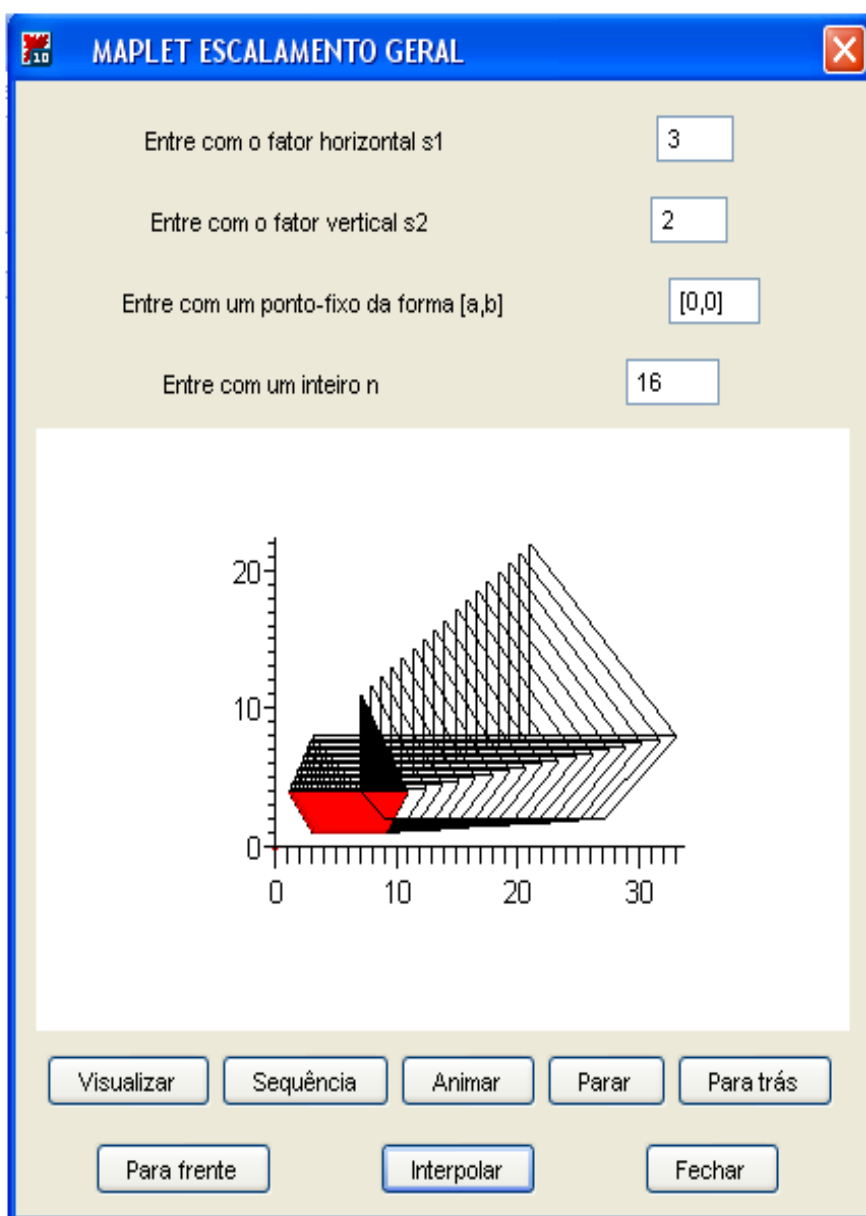 10 MAPLET ESCALAMENTO GERAL
Entre com o fator horizontal s1 3
Entre com o fator vertical s2 2
Entre com um ponto-fixo da forma [a,b] [0,0]
Entre com um inteiro n 16
20
10
0
0 10 20 30
Visualizar Sequência Animar Parar Para trás
Para frente Interpolar Fechar